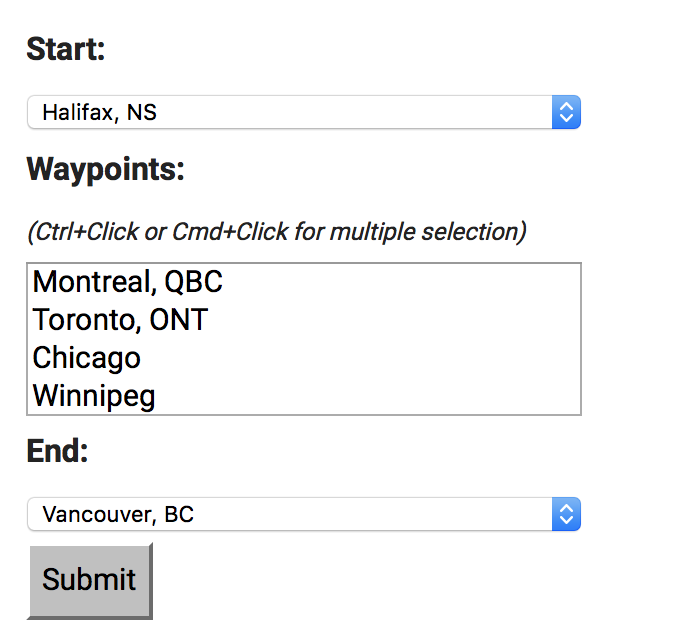 Start:
Halifax, NS
Waypoints:
(Ctrl+Click or Cmd+Click for multiple selection)
Montreal, QBC
Toronto, ONT
Chicago
Winnipeg
End:
Vancouver, BC
Submit